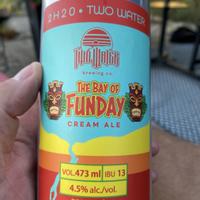 2H2O • TWO WATER
TWO WATER
brewing co.
THE BAY OF
FUNDAY
CREAM ALE
VOL. 473 ml IBU 13
4.5% alc./vol.